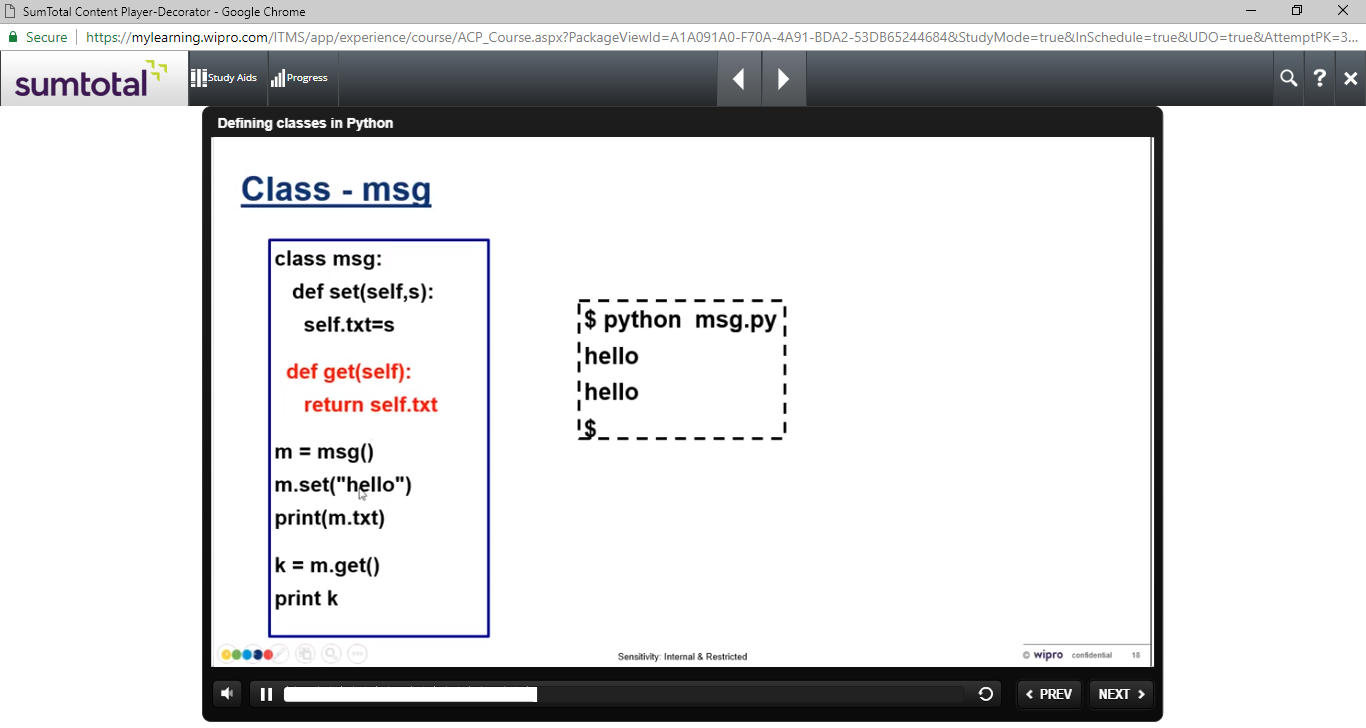 SumTotal Content Player-Decorator - Google Chrome
Secure
https://mylearning.wipro.com/ITMS/app/experience/course/ACP_Course.aspx?PackageViewId=A1A091A0-F70A-4A91-BDA2-53DB65244684&StudyMode=true&InSchedule=true&UDO=true&AttemptPK=3...
sumtotal
Study Aids
Progress
?
Defining classes in Python
Class - msg
class msg:
def set(self,s):
self.txt=s
def get(self):
return self.txt
m = msg()
m.set("hello")
print(m.txt)
k = m.get()
print k
$ python msg.py
hello
hello
$
Sensitivity: Internal & Restricted
© wipro confidential 18
PREV
NEXT